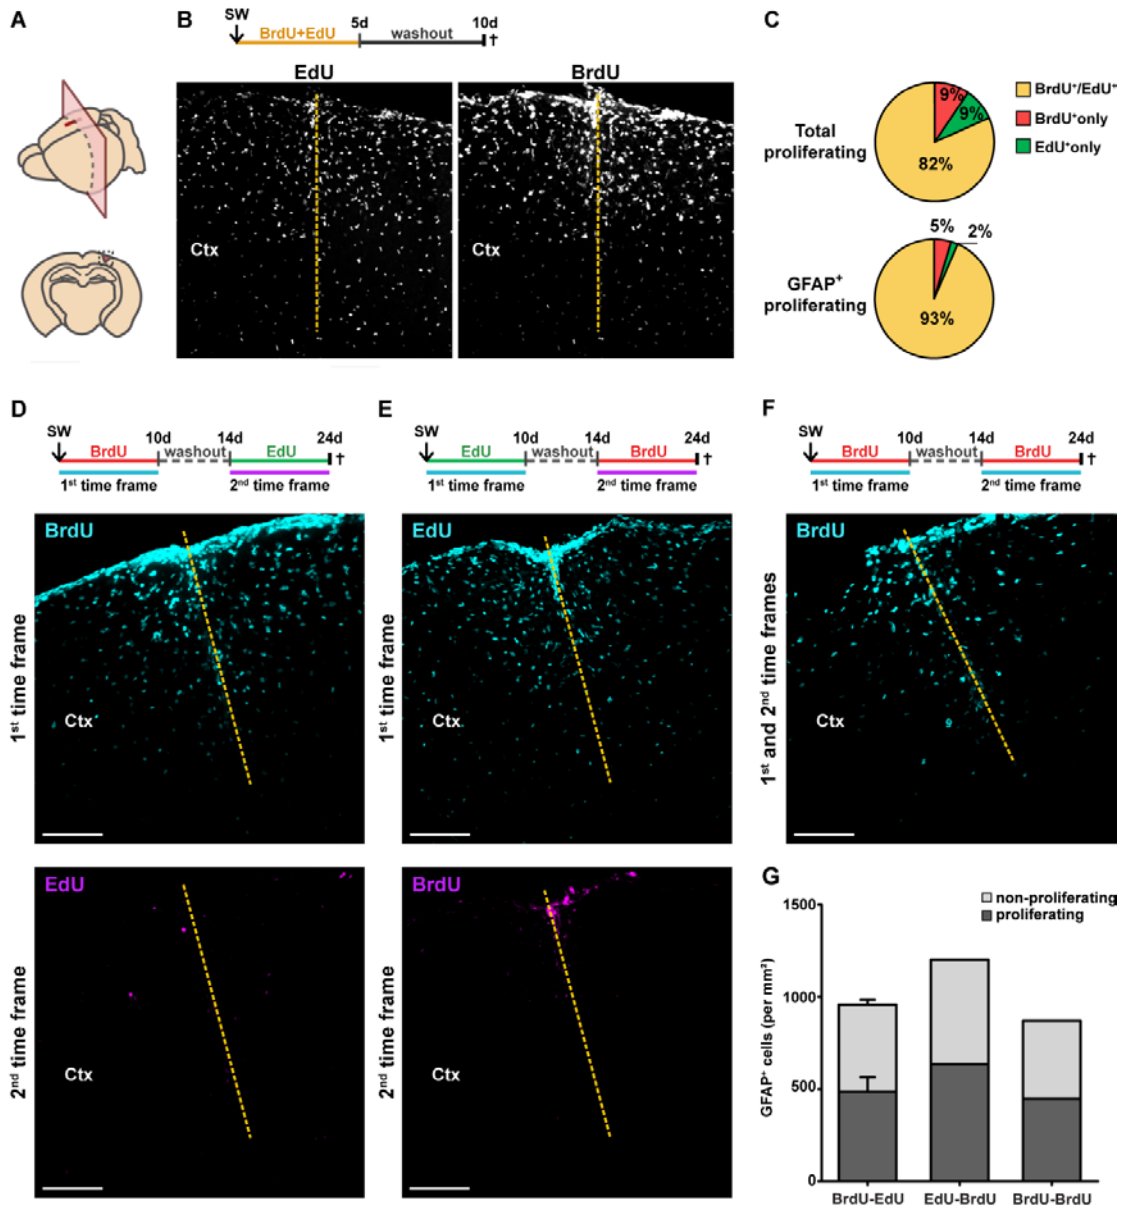 A
B
SW
5d
10d
BrdU+EdU
washout
†
EdU
BrdU
Ctx
C
Total
proliferating
9%
9%
82%
BrdU⁺/EdU⁺
BrdU⁺only
EdU⁺only
GFAP⁺
proliferating
5%
2%
93%
D
SW
10d
14d
24d
BrdU
washout
EdU
†
1st time frame
2nd time frame
BrdU
Ctx
1st time frame
EdU
Ctx
2nd time frame
E
SW
10d
14d
24d
EdU
washout
BrdU
†
1st time frame
2nd time frame
EdU
Ctx
1st time frame
BrdU
Ctx
2nd time frame
F
SW
10d
14d
24d
BrdU
washout
BrdU
†
1st time frame
2nd time frame
BrdU
Ctx
1st and 2nd time frames
G
non-proliferating
proliferating
GFAP⁺ cells (per mm²)
1500
1000
500
0
BrdU-EdU
EdU-BrdU
BrdU-BrdU